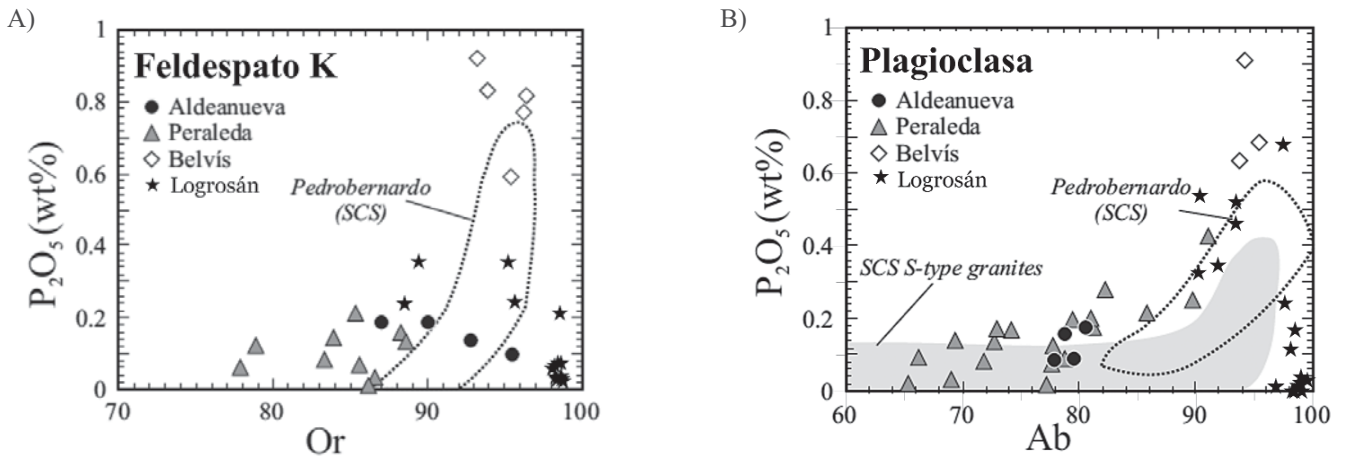 A)
1
0.8
0.6
0.4
0.2
0
P₂O₅ (wt%)
Feldespato K
Aldeanueva
Peraleda
Belvís
Logrosán
Pedrobernardo
(SCS)
70
80
90
100
Or
B)
1
0.8
0.6
0.4
0.2
0
P₂O₅ (wt%)
Plagioclasa
Aldeanueva
Peraleda
Belvís
Logrosán
Pedrobernardo
(SCS)
SCS S-type granites
60
70
80
90
100
Ab